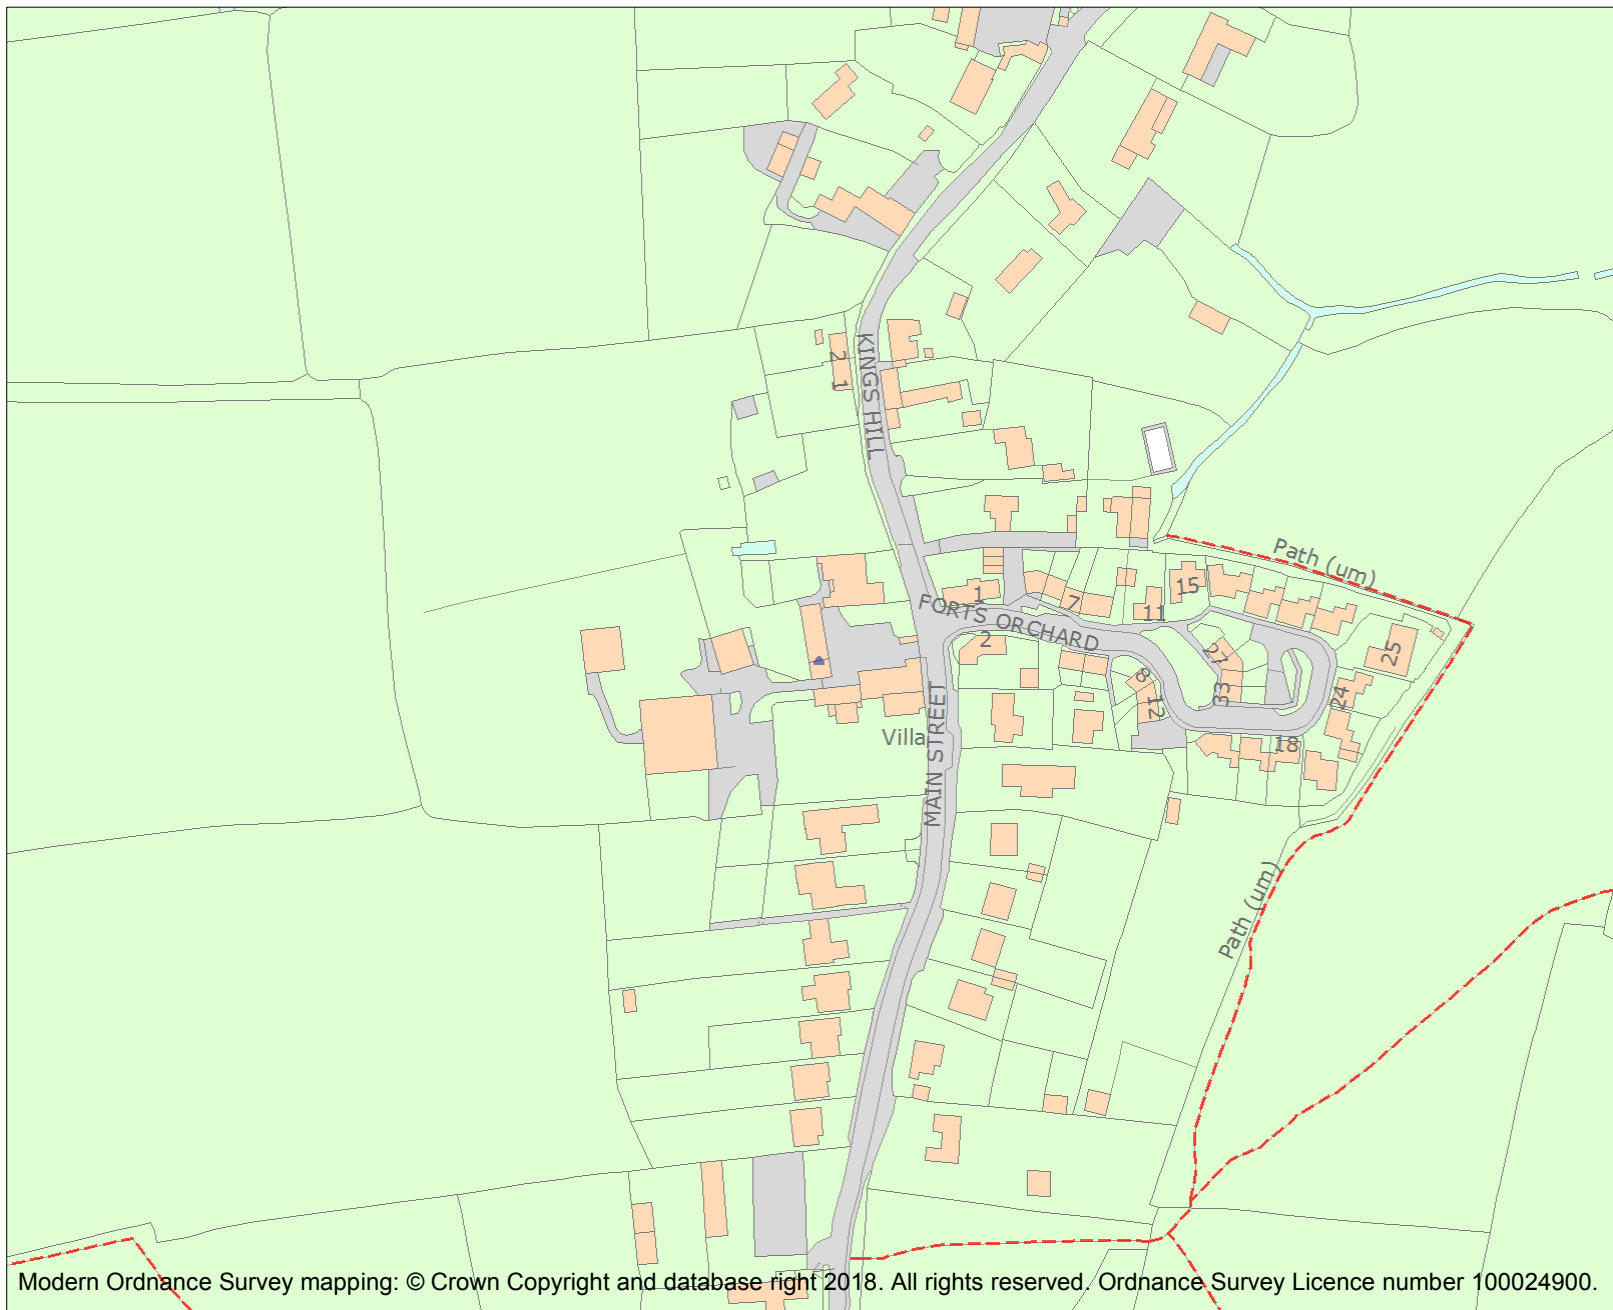 2
1
KINGS HILL
Path (um)
1
FORTS ORCHARD
7
11
15
2
8
12
27
33
25
24
18
Villa
MAIN STREET
Path (um)
Modern Ordnance Survey mapping: © Crown Copyright and database right 2018. All rights reserved. Ordnance Survey Licence number 100024900.